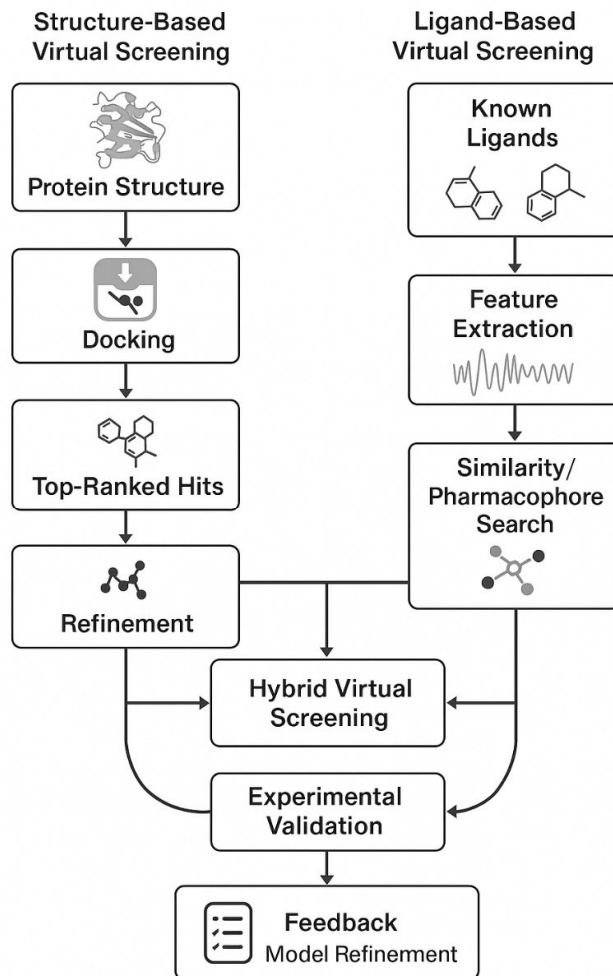 Structure-Based
Virtual Screening
Protein Structure
Docking
Top-Ranked Hits
Refinement
Ligand-Based
Virtual Screening
Known
Ligands
Feature
Extraction
Similarity/
Pharmacophore
Search
Hybrid Virtual
Screening
Experimental
Validation
Feedback
Model Refinement